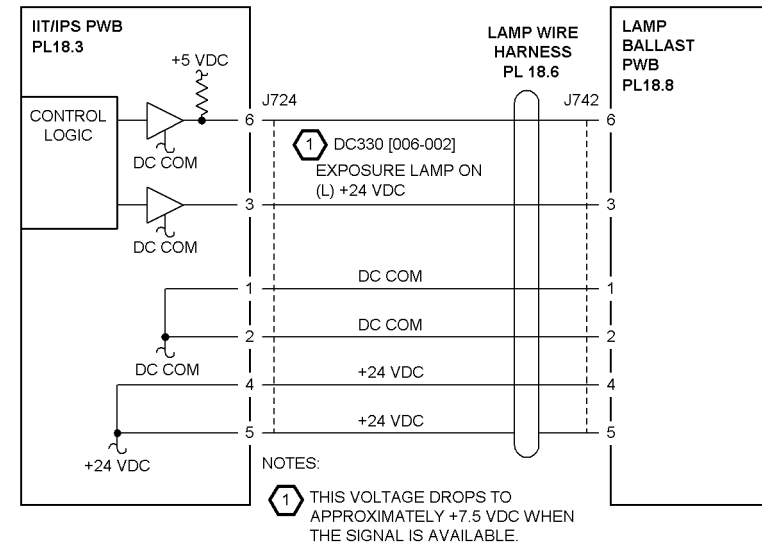 IIT/IPS PWB
PL18.3
+5 VDC
CONTROL
LOGIC
DC COM
DC COM
DC COM
+24 VDC
J724
6
3
1
2
4
5
1
DC330 [006-002]
EXPOSURE LAMP ON
(L) +24 VDC
DC COM
DC COM
+24 VDC
+24 VDC
LAMP WIRE
HARNESS
PL 18.6
J742
6
3
1
2
4
5
LAMP
BALLAST
PWB
PL18.8
NOTES:
1
THIS VOLTAGE DROPS TO
APPROXIMATELY +7.5 VDC WHEN
THE SIGNAL IS AVAILABLE.